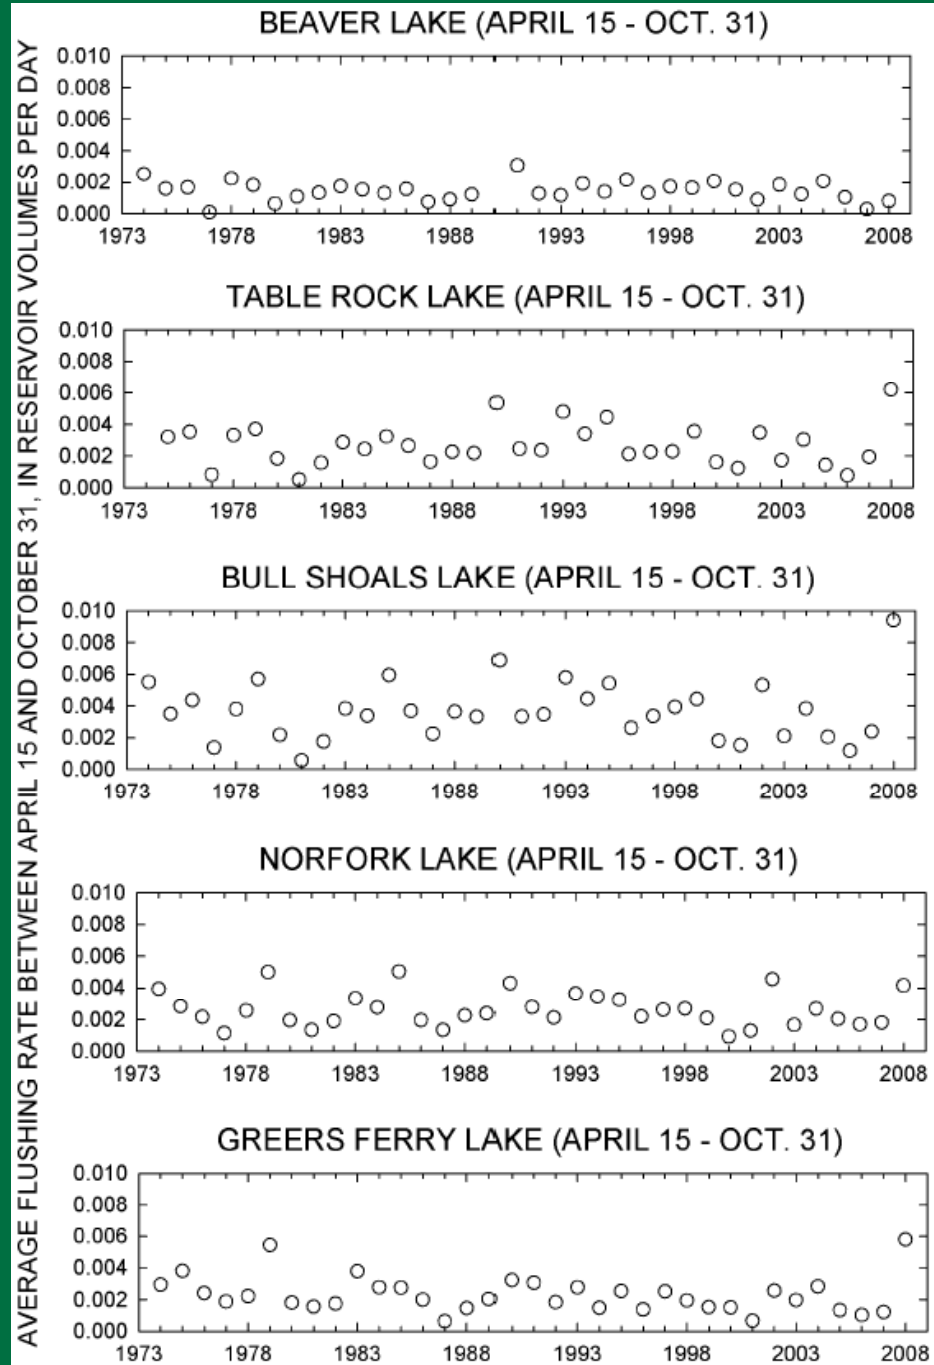 AVERAGE FLUSHING RATE BETWEEN APRIL 15 AND OCTOBER 31, IN RESERVOIR VOLUMES PER DAY
BEAVER LAKE (APRIL 15 - OCT. 31)
0.010
0.008
0.006
0.004
0.002
0.000
1973 1978 1983 1988 1993 1998 2003 2008
TABLE ROCK LAKE (APRIL 15 - OCT. 31)
0.010
0.008
0.006
0.004
0.002
0.000
1973 1978 1983 1988 1993 1998 2003 2008
BULL SHOALS LAKE (APRIL 15 - OCT. 31)
0.010
0.008
0.006
0.004
0.002
0.000
1973 1978 1983 1988 1993 1998 2003 2008
NORFORK LAKE (APRIL 15 - OCT. 31)
0.010
0.008
0.006
0.004
0.002
0.000
1973 1978 1983 1988 1993 1998 2003 2008
GREERS FERRY LAKE (APRIL 15 - OCT. 31)
0.010
0.008
0.006
0.004
0.002
0.000
1973 1978 1983 1988 1993 1998 2003 2008